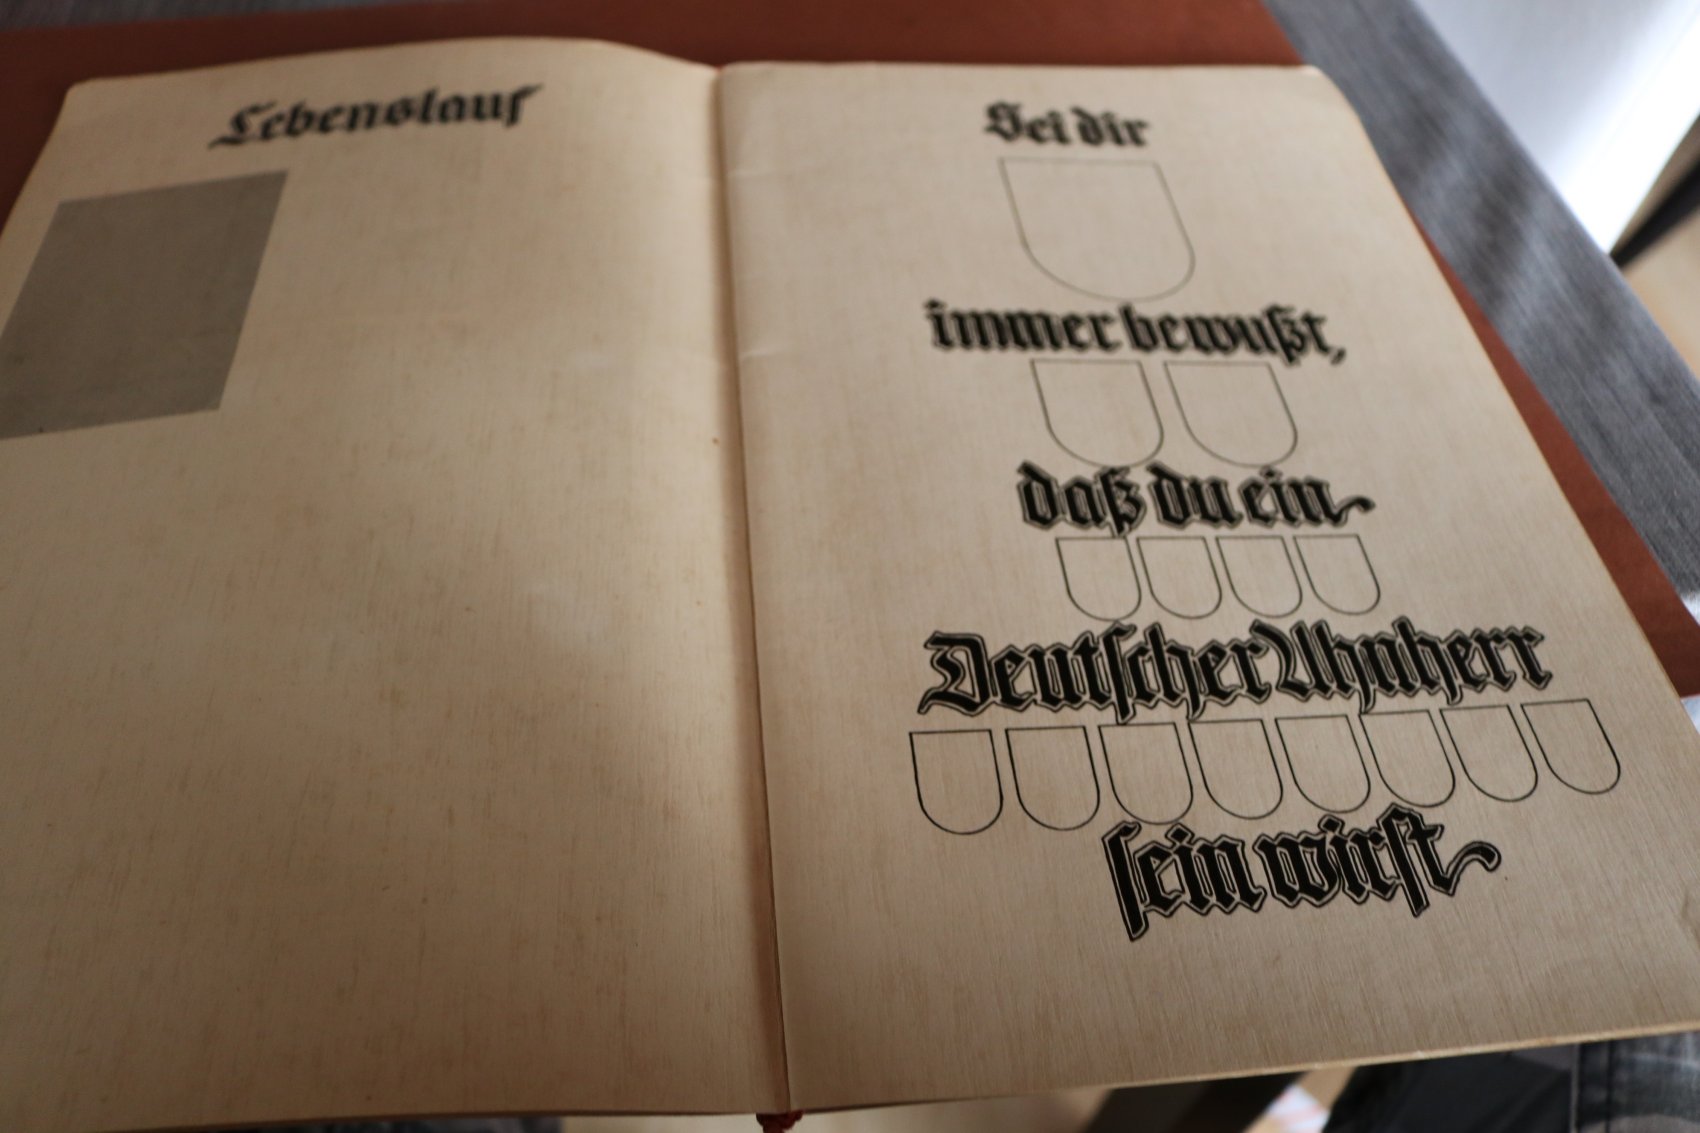 Lebenslauf
Sei dir
immer bewußt,
daß du ein
Deutscher Ahnherr
sein wirst